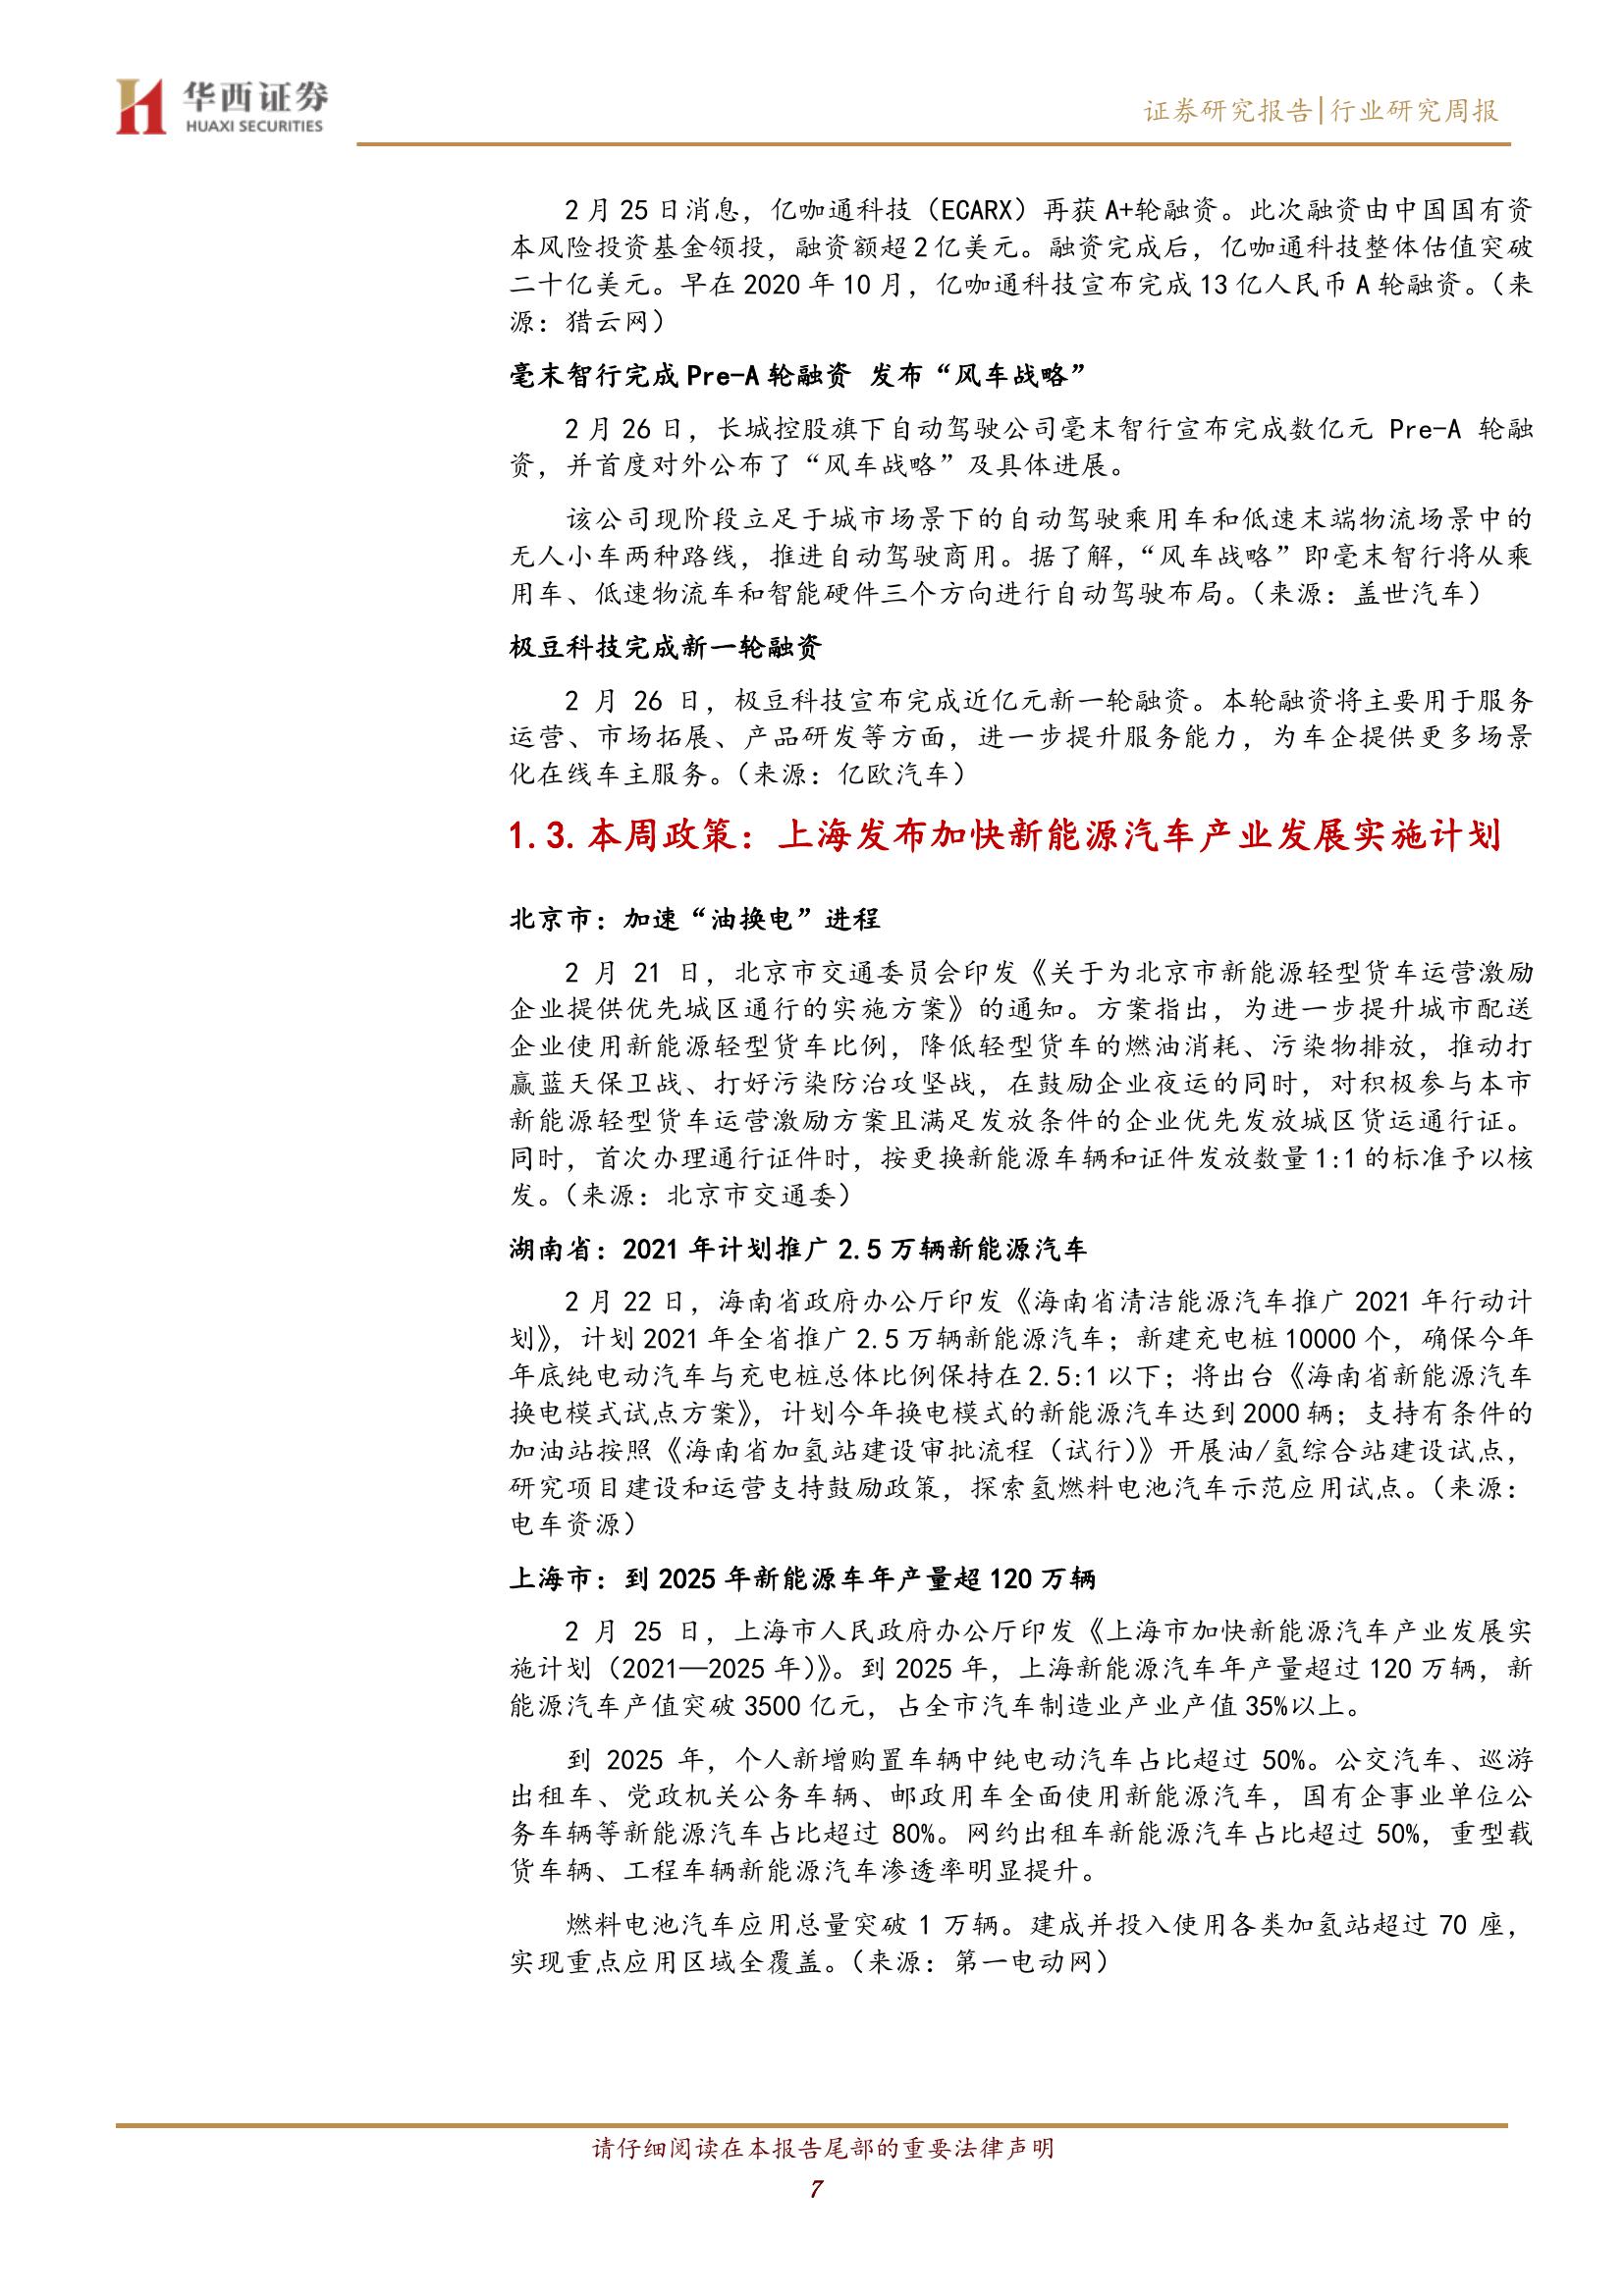 华西证券
HUAXI SECURITIES
证券研究报告|行业研究周报
2月25日消息，亿咖通科技（ECARX）再获A+轮融资。此次融资由中国国有资
本风险投资基金领投，融资额超2亿美元。融资完成后，亿咖通科技整体估值突破
二十亿美元。早在2020年10月，亿咖通科技宣布完成13亿人民币A轮融资。（来
源：猎云网）
毫末智行完成Pre-A轮融资 发布“风车战略”
2月26日，长城控股旗下自动驾驶公司毫末智行宣布完成数亿元 Pre-A 轮融
资，并首度对外公布了“风车战略”及具体进展。
该公司现阶段立足于城市场景下的自动驾驶乘用车和低速末端物流场景中的
无人小车两种路线，推进自动驾驶商用。据了解，“风车战略”即毫末智行将从乘
用车、低速物流车和智能硬件三个方向进行自动驾驶布局。（来源：盖世汽车）
极豆科技完成新一轮融资
2 月 26 日，极豆科技宣布完成近亿元新一轮融资。本轮融资将主要用于服务
运营、市场拓展、产品研发等方面，进一步提升服务能力，为车企提供更多场景
化在线车主服务。（来源：亿欧汽车）
1.3.本周政策：上海发布加快新能源汽车产业发展实施计划
北京市：加速“油换电”进程
2 月 21 日，北京市交通委员会印发《关于为北京市新能源轻型货车运营激励
企业提供优先城区通行的实施方案》的通知。方案指出，为进一步提升城市配送
企业使用新能源轻型货车比例，降低轻型货车的燃油消耗、污染物排放，推动打
赢蓝天保卫战、打好污染防治攻坚战，在鼓励企业夜运的同时，对积极参与本市
新能源轻型货车运营激励方案且满足发放条件的企业优先发放城区货运通行证。
同时，首次办理通行证件时，按更换新能源车辆和证件发放数量1:1的标准予以核
发。（来源：北京市交通委）
湖南省：2021年计划推广2.5万辆新能源汽车
2月22日，海南省政府办公厅印发《海南省清洁能源汽车推广2021年行动计
划》，计划2021年全省推广2.5万辆新能源汽车；新建充电桩10000个，确保今年
年底纯电动汽车与充电桩总体比例保持在2.5:1以下；将出台《海南省新能源汽车
换电模式试点方案》，计划今年换电模式的新能源汽车达到2000辆；支持有条件的
加油站按照《海南省加氢站建设审批流程（试行）》开展油/氢综合站建设试点，
研究项目建设和运营支持鼓励政策，探索氢燃料电池汽车示范应用试点。（来源：
电车资源）
上海市：到2025年新能源车年产量超120万辆
2 月 25 日，上海市人民政府办公厅印发《上海市加快新能源汽车产业发展实
施计划（2021—2025年）》。到2025年，上海新能源汽车年产量超过120万辆，新
能源汽车产值突破3500亿元，占全市汽车制造业产业产值35%以上。
到 2025 年，个人新增购置车辆中纯电动汽车占比超过 50%。公交汽车、巡游
出租车、党政机关公务车辆、邮政用车全面使用新能源汽车，国有企事业单位公
务车辆等新能源汽车占比超过 80%。网约出租车新能源汽车占比超过 50%，重型载
货车辆、工程车辆新能源汽车渗透率明显提升。
燃料电池汽车应用总量突破 1 万辆。建成并投入使用各类加氢站超过 70 座，
实现重点应用区域全覆盖。（来源：第一电动网）
请仔细阅读在本报告尾部的重要法律声明
7